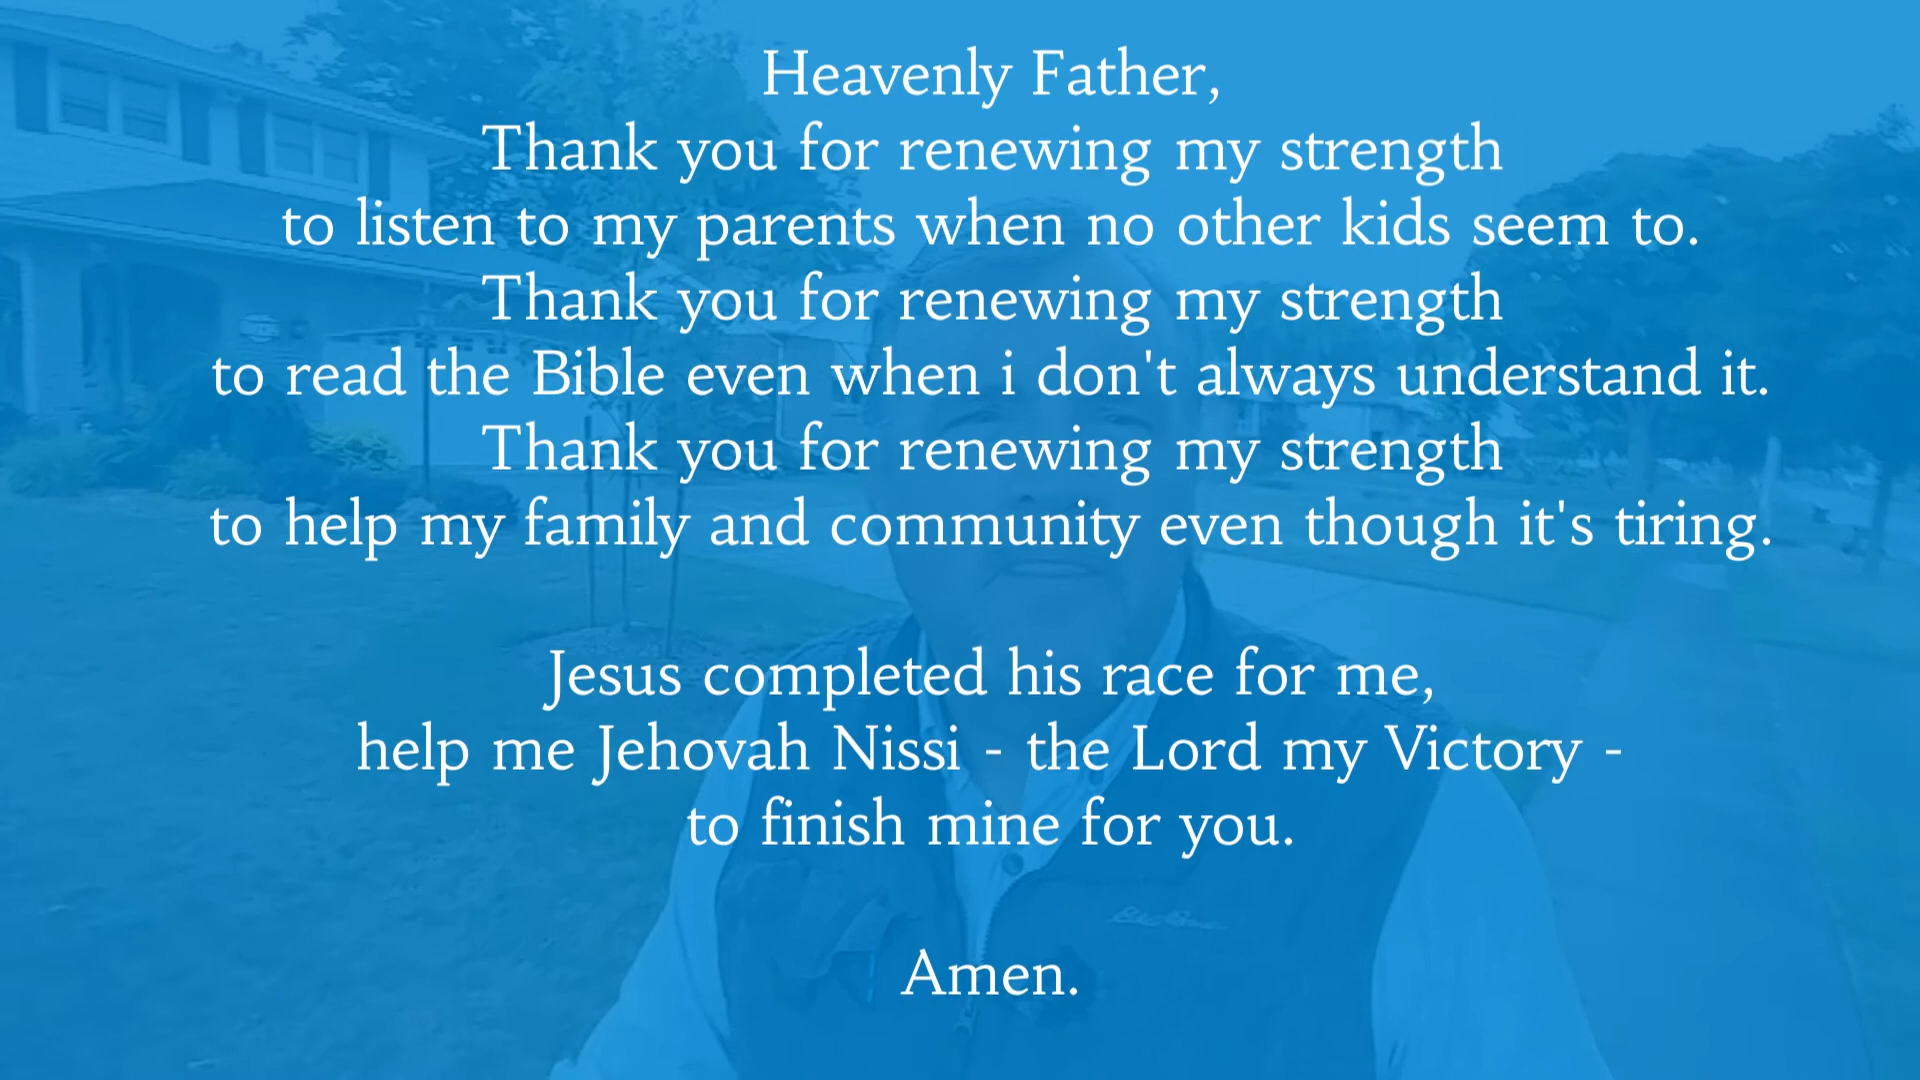 Heavenly Father,
Thank you for renewing my strength
to listen to my parents when no other kids seem to.
Thank you for renewing my strength
to read the Bible even when i don't always understand it.
Thank you for renewing my strength
to help my family and community even though it's tiring.
Jesus completed his race for me,
help me Jehovah Nissi - the Lord my Victory -
to finish mine for you.
Amen.